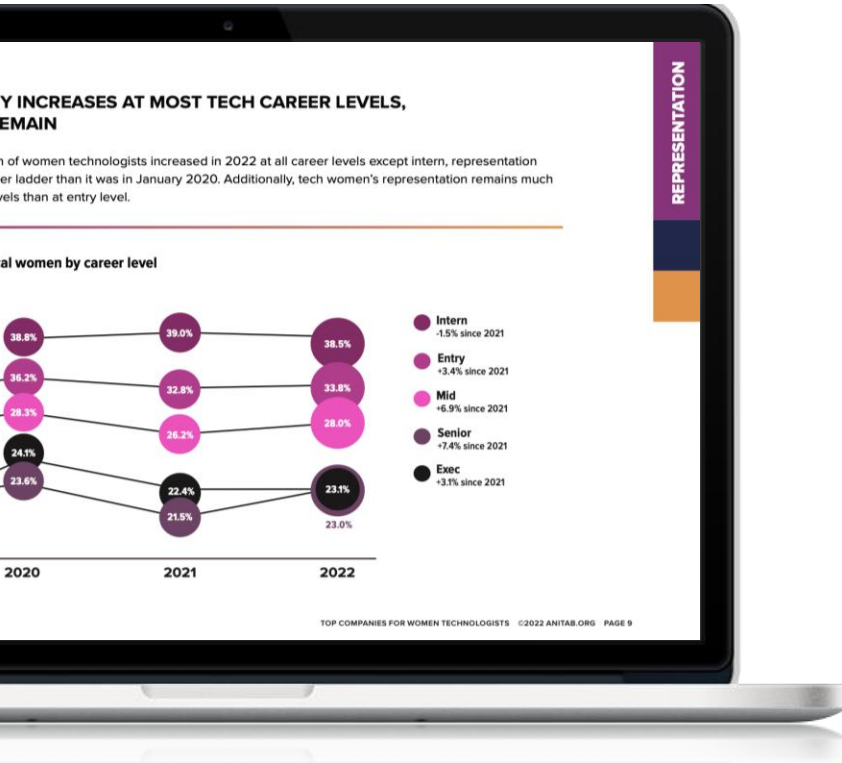 Y INCREASES AT MOST TECH CAREER LEVELS,
EMAIN
of women technologists increased in 2022 at all career levels except intern, representation
er ladder than it was in January 2020. Additionally, tech women's representation remains much
vels than at entry level.
REPRESENTATION
al women by career level
38.8%
39.0%
38.5%
36.2%
32.8%
33.8%
28.3%
26.2%
28.0%
24.1%
22.4%
23.1%
23.6%
21.5%
23.0%
2020
2021
2022
Intern
-1.5% since 2021
Entry
+3.4% since 2021
Mid
+6.9% since 2021
Senior
+7.4% since 2021
Exec
+3.1% since 2021
TOP COMPANIES FOR WOMEN TECHNOLOGISTS ©2022 ANITAB.ORG PAGE 9